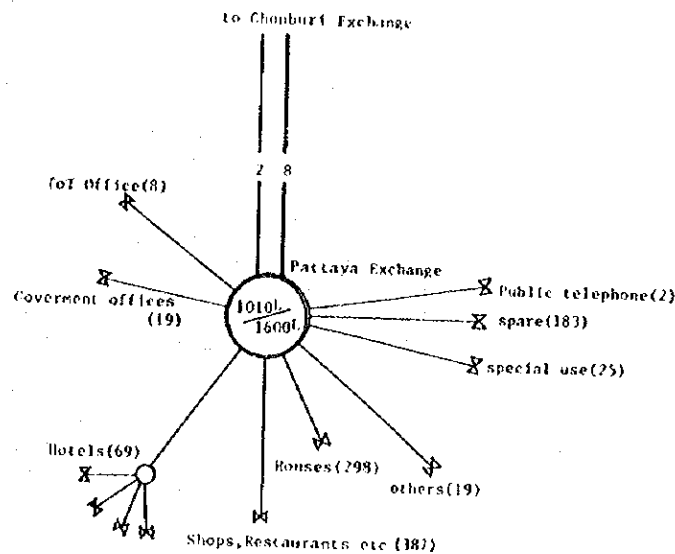 to Chonburi Exchange
2 8
ToT Office(8)
Pattaya Exchange
Coverment offices
(19)
1010L
1600L
Public telephone(2)
spare(183)
special use(25)
Hotels(69)
Houses(298)
others(19)
Shops,Restaurants etc (387)